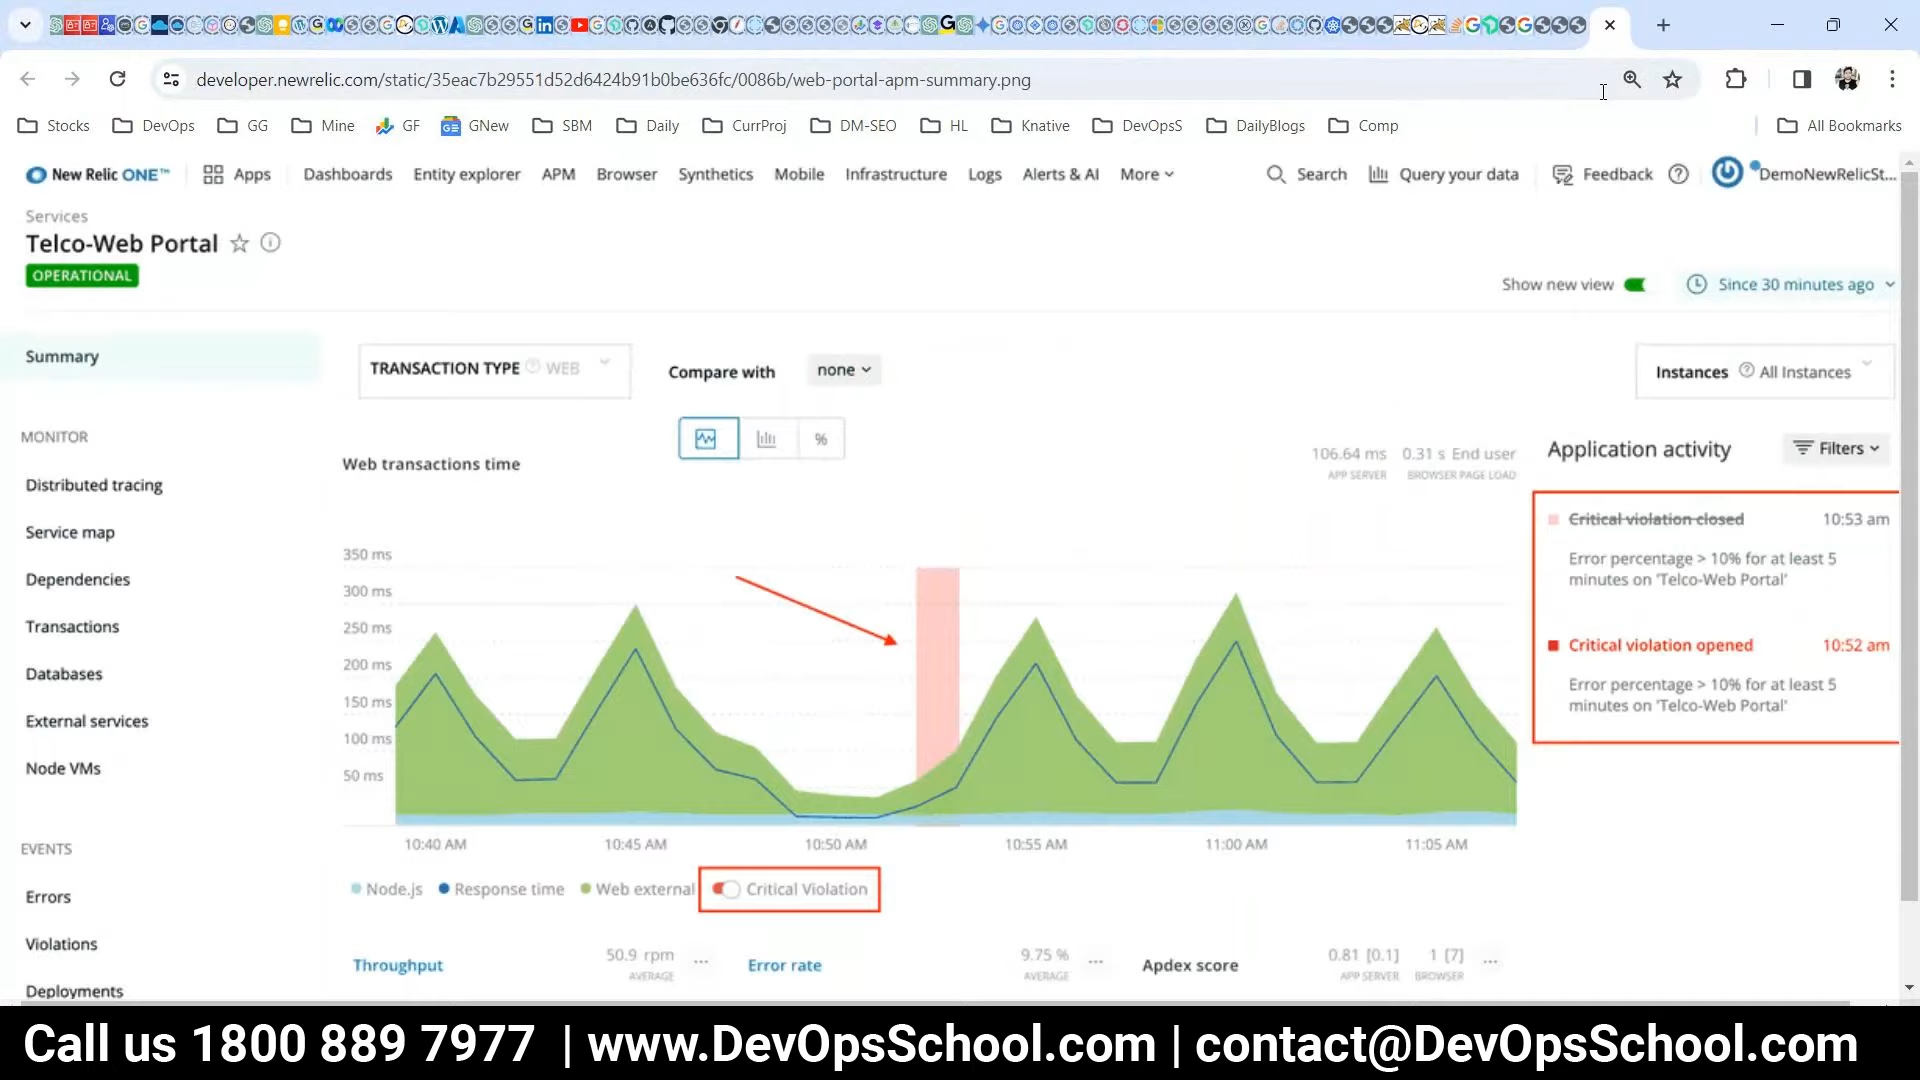 developer.newrelic.com/static/35eac7b29551d52d6424b91b0be636fc/0086b/web-portal-apm-summary.png
Stocks DevOps GG Mine GF GNew SBM Daily CurrProj DM-SEO HL Knative DevOpsS DailyBlogs Comp All Bookmarks
New Relic ONE™ Apps Dashboards Entity explorer APM Browser Synthetics Mobile Infrastructure Logs Alerts & AI More Search Query your data Feedback DemoNewRelicSt...
Services
Telco-Web Portal
OPERATIONAL
Show new view Since 30 minutes ago
Summary
TRANSACTION TYPE WEB
Compare with none
Instances All Instances
MONITOR
Distributed tracing
Service map
Dependencies
Transactions
Databases
External services
Node VMs
EVENTS
Errors
Violations
Deployments
%
Web transactions time
106.64 ms 0.31 s End user
APP SERVER BROWSER PAGE LOAD
350 ms
300 ms
250 ms
200 ms
150 ms
100 ms
50 ms
10:40 AM 10:45 AM 10:50 AM 10:55 AM 11:00 AM 11:05 AM
Node.js Response time Web external Critical Violation
Application activity Filters
Critical violation closed 10:53 am
Error percentage > 10% for at least 5
minutes on 'Telco-Web Portal'
Critical violation opened 10:52 am
Error percentage > 10% for at least 5
minutes on 'Telco-Web Portal'
Throughput 50.9 rpm ...
AVERAGE
Error rate 9.75 % ...
AVERAGE
Apdex score 0.81 [0.1] 1 [7] ...
APP SERVER BROWSER
Call us 1800 889 7977 | www.DevOpsSchool.com | contact@DevOpsSchool.com